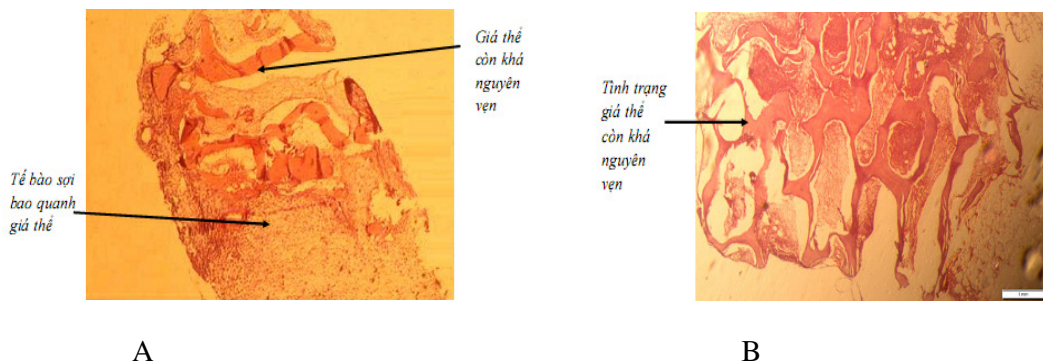 Giá thể
còn khá
nguyên
vẹn
Tế bào sợi
bao quanh
giá thể
A
Tình trạng
giá thể
còn khá
nguyên
vẹn
B